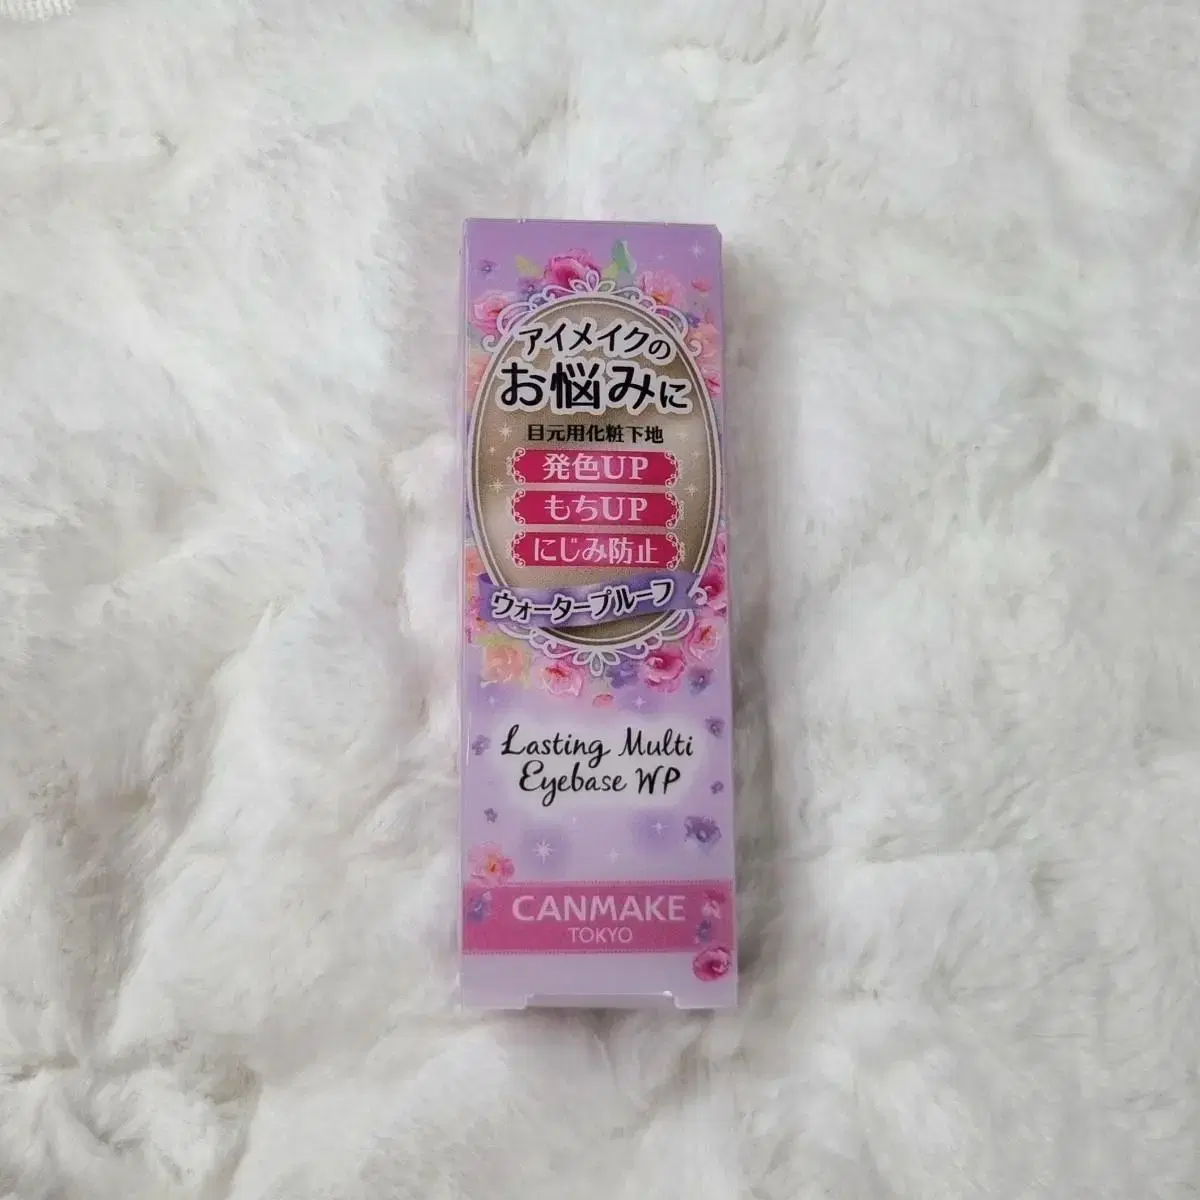 アイメイクの
お悩みに
目元用化粧下地
発色UP
もちUP
にじみ防止
ウォータープルーフ
Lasting Multi
Eyebase WP
CANMAKE
TOKYO